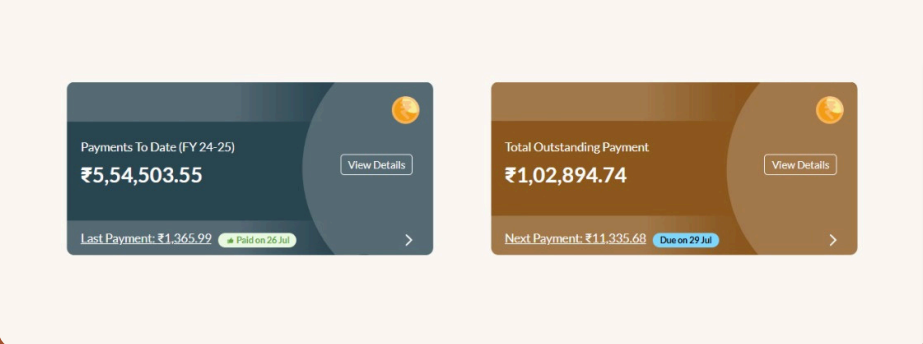 Payments To Date (FY 24-25)
₹5,54,503.55
View Details
Last Payment: ₹1,365.99
Paid on 26 Jul
Total Outstanding Payment
₹1,02,894.74
View Details
Next Payment: ₹11,335.68
Due on 29 Jul